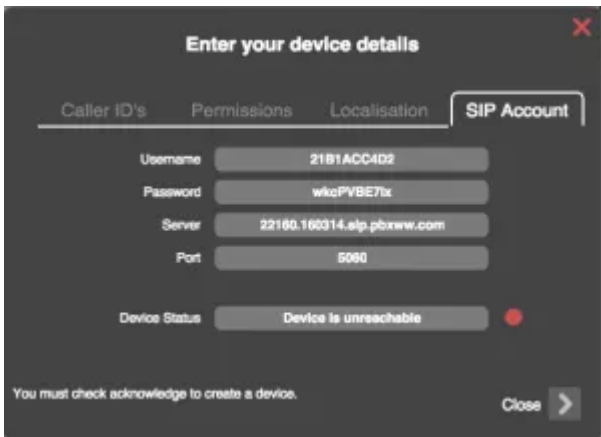 Enter your device details
Caller ID's Permissions Localisation SIP Account
Username 21B1ACC4D2
Password
Server 22160.160314.sip.pbxww.com
Port 5060
Device Status Device is unreachable
You must check acknowledge to create a device.
Close